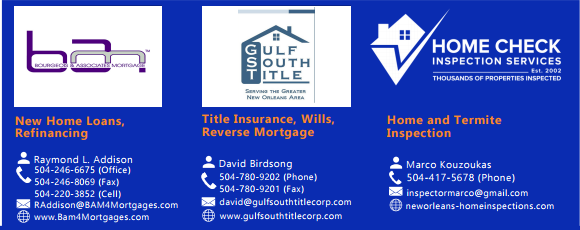 bam™
BOURGEOIS & ASSOCIATES MORTGAGE
New Home Loans,
Refinancing
Raymond L. Addison
504-246-6675 (Office)
504-246-8069 (Fax)
504-220-3852 (Cell)
RAddison@BAM4Mortgages.com
www.Bam4Mortgages.com
GULF
SOUTH
TITLE
GST
SERVING THE GREATER
NEW ORLEANS AREA
Title Insurance, Wills,
Reverse Mortgage
David Birdsong
504-780-9202 (Phone)
504-780-9201 (Fax)
david@gulfsouthtitlecorp.com
www.gulfsouthtitlecorp.com
HOME CHECK
INSPECTION SERVICES
Est. 2002
THOUSANDS OF PROPERTIES INSPECTED
Home and Termite
Inspection
Marco Kouzoukas
504-417-5678 (Phone)
inspectormarco@gmail.com
neworleans-homeinspections.com